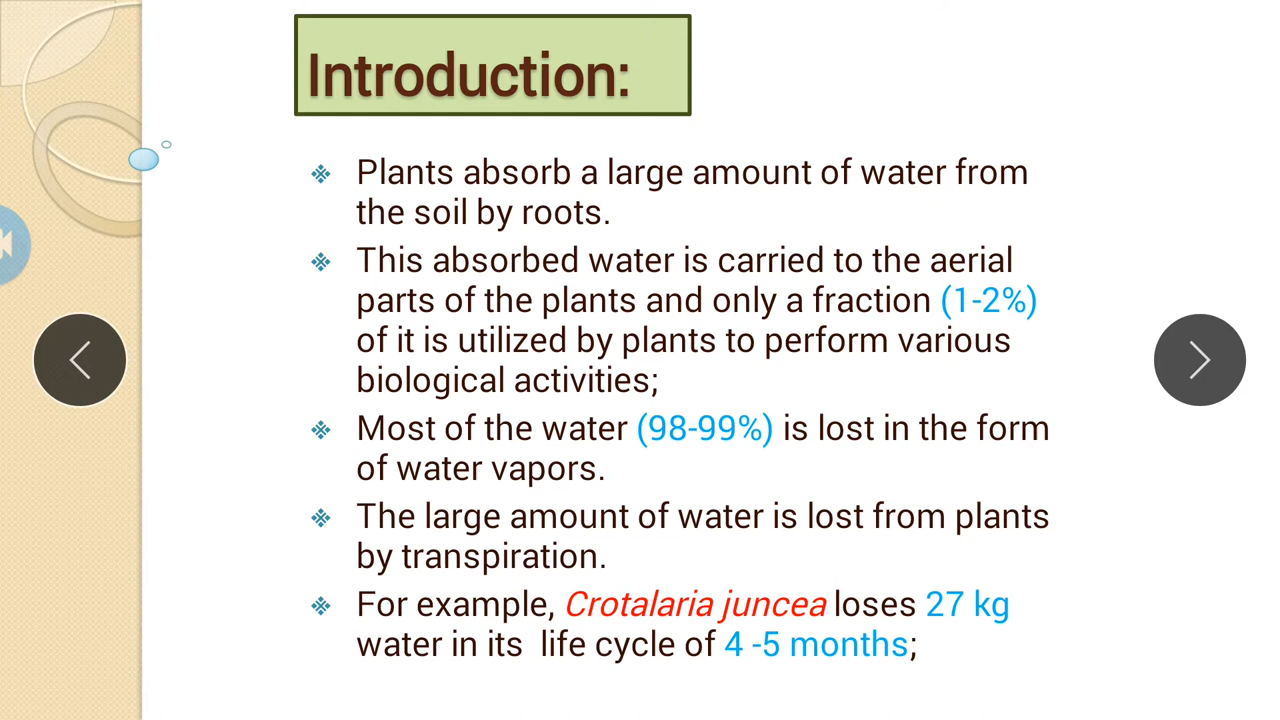 Introduction:
Plants absorb a large amount of water from
the soil by roots.
This absorbed water is carried to the aerial
parts of the plants and only a fraction (1-2%)
of it is utilized by plants to perform various
biological activities;
Most of the water (98-99%) is lost in the form
of water vapors.
The large amount of water is lost from plants
by transpiration.
For example, Crotalaria juncea loses 27 kg
water in its  life cycle of 4 -5 months;